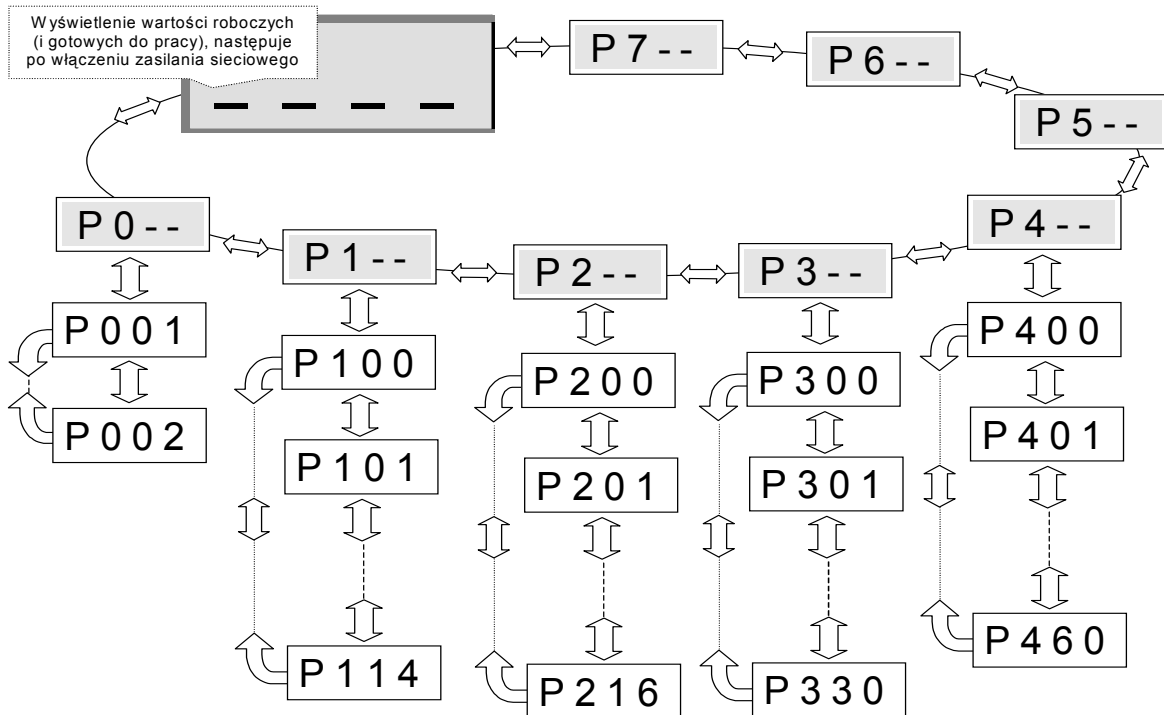 Wyświetlenie wartości roboczych
(i gotowych do pracy), następuje
po włączeniu zasilania sieciowego
– – – –
P 7 - -
P 6 - -
P 5 - -
P 0 - -
P 1 - -
P 2 - -
P 3 - -
P 4 - -
P 0 0 1
P 0 0 2
P 1 0 0
P 1 0 1
P 1 1 4
P 2 0 0
P 2 0 1
P 2 1 6
P 3 0 0
P 3 0 1
P 3 3 0
P 4 0 0
P 4 0 1
P 4 6 0